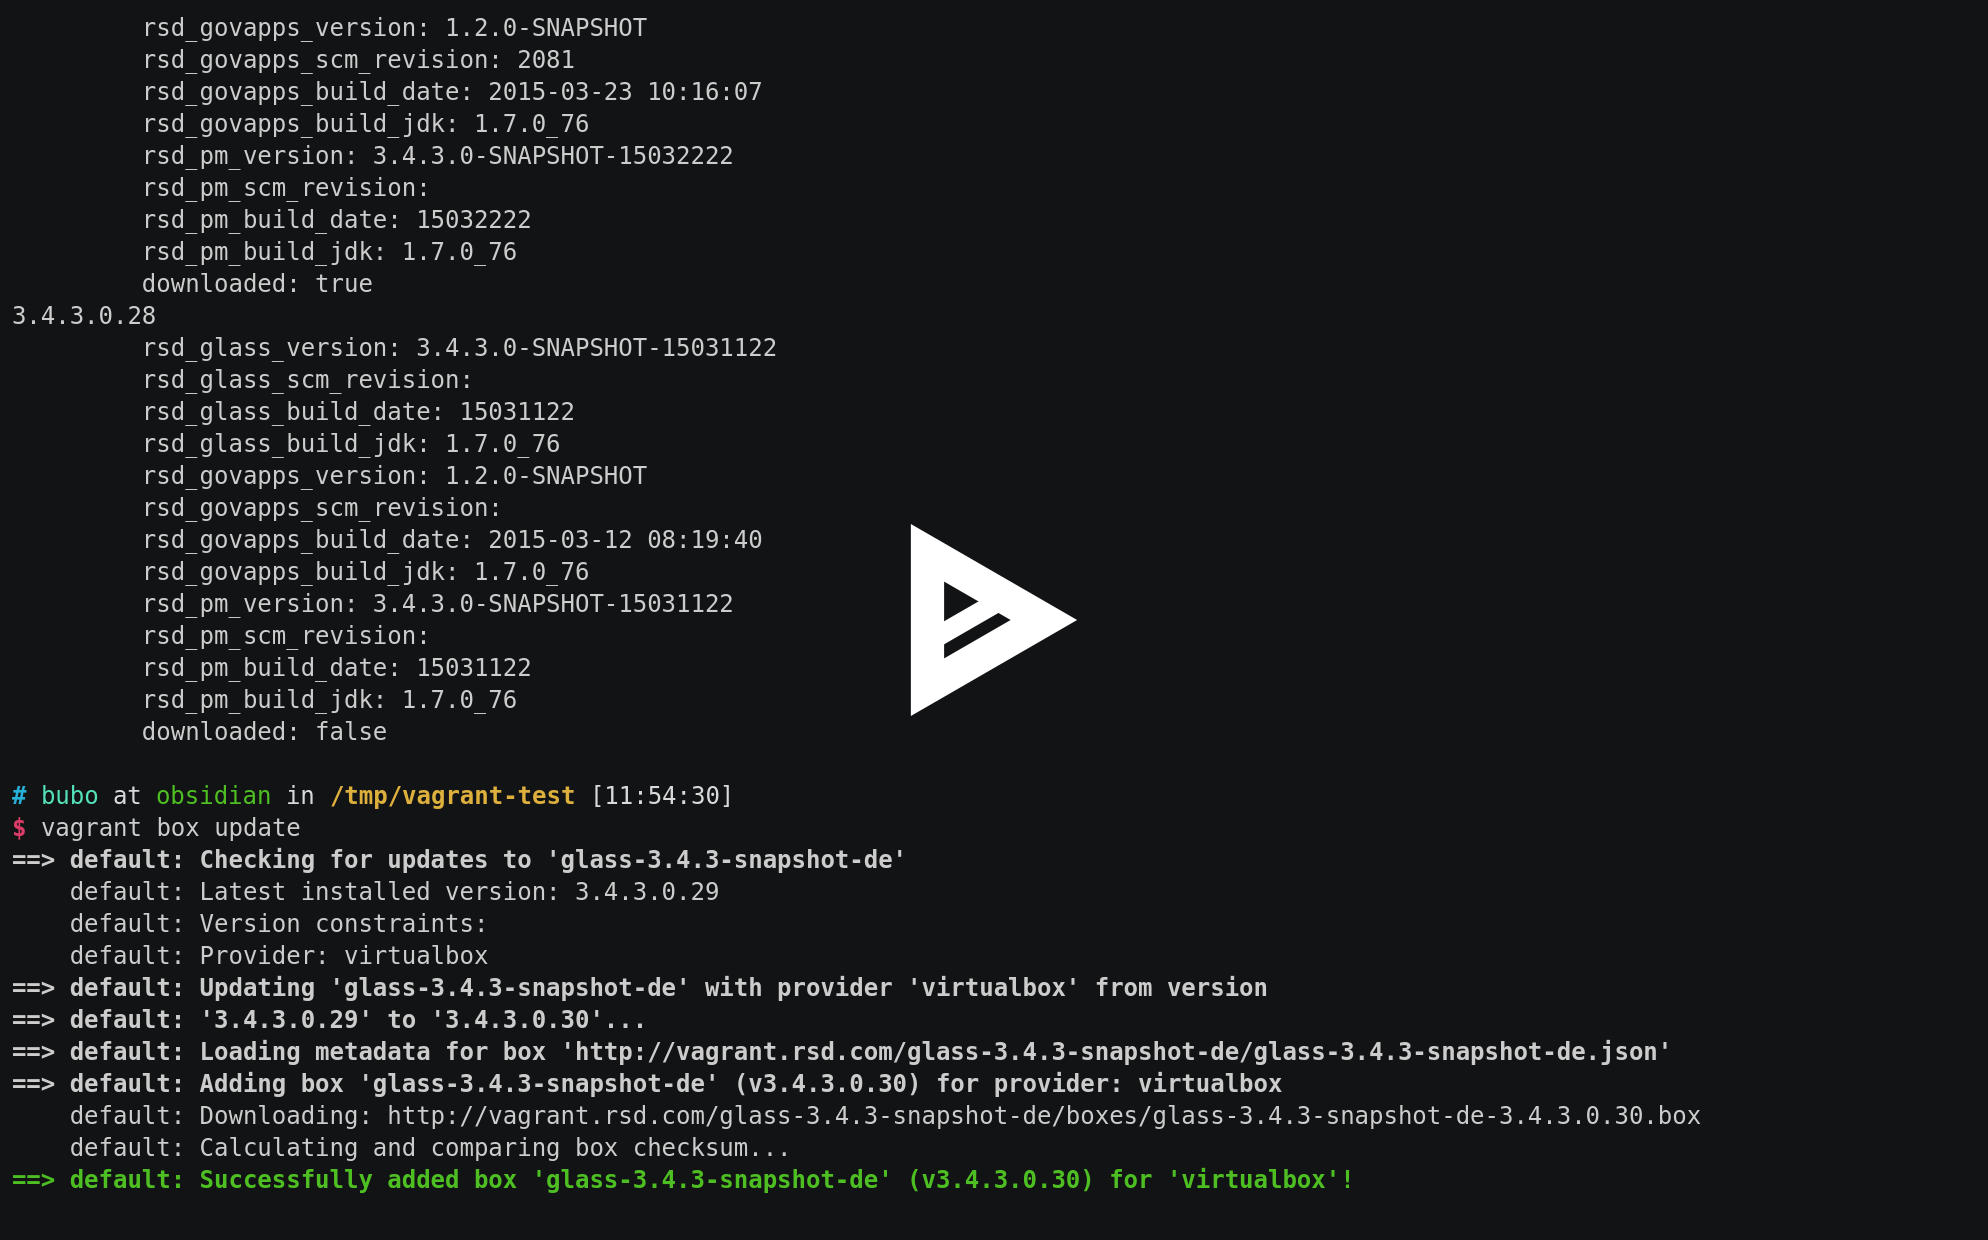 rsd_govapps_version: 1.2.0-SNAPSHOT
rsd_govapps_scm_revision: 2081
rsd_govapps_build_date: 2015-03-23 10:16:07
rsd_govapps_build_jdk: 1.7.0_76
rsd_pm_version: 3.4.3.0-SNAPSHOT-15032222
rsd_pm_scm_revision:
rsd_pm_build_date: 15032222
rsd_pm_build_jdk: 1.7.0_76
downloaded: true
3.4.3.0.28
rsd_glass_version: 3.4.3.0-SNAPSHOT-15031122
rsd_glass_scm_revision:
rsd_glass_build_date: 15031122
rsd_glass_build_jdk: 1.7.0_76
rsd_govapps_version: 1.2.0-SNAPSHOT
rsd_govapps_scm_revision:
rsd_govapps_build_date: 2015-03-12 08:19:40
rsd_govapps_build_jdk: 1.7.0_76
rsd_pm_version: 3.4.3.0-SNAPSHOT-15031122
rsd_pm_scm_revision:
rsd_pm_build_date: 15031122
rsd_pm_build_jdk: 1.7.0_76
downloaded: false
# bubo at obsidian in /tmp/vagrant-test [11:54:30]
$ vagrant box update
==> default: Checking for updates to 'glass-3.4.3-snapshot-de'
default: Latest installed version: 3.4.3.0.29
default: Version constraints:
default: Provider: virtualbox
==> default: Updating 'glass-3.4.3-snapshot-de' with provider 'virtualbox' from version
==> default: '3.4.3.0.29' to '3.4.3.0.30'...
==> default: Loading metadata for box 'http://vagrant.rsd.com/glass-3.4.3-snapshot-de/glass-3.4.3-snapshot-de.json'
==> default: Adding box 'glass-3.4.3-snapshot-de' (v3.4.3.0.30) for provider: virtualbox
default: Downloading: http://vagrant.rsd.com/glass-3.4.3-snapshot-de/boxes/glass-3.4.3-snapshot-de-3.4.3.0.30.box
default: Calculating and comparing box checksum...
==> default: Successfully added box 'glass-3.4.3-snapshot-de' (v3.4.3.0.30) for 'virtualbox'!